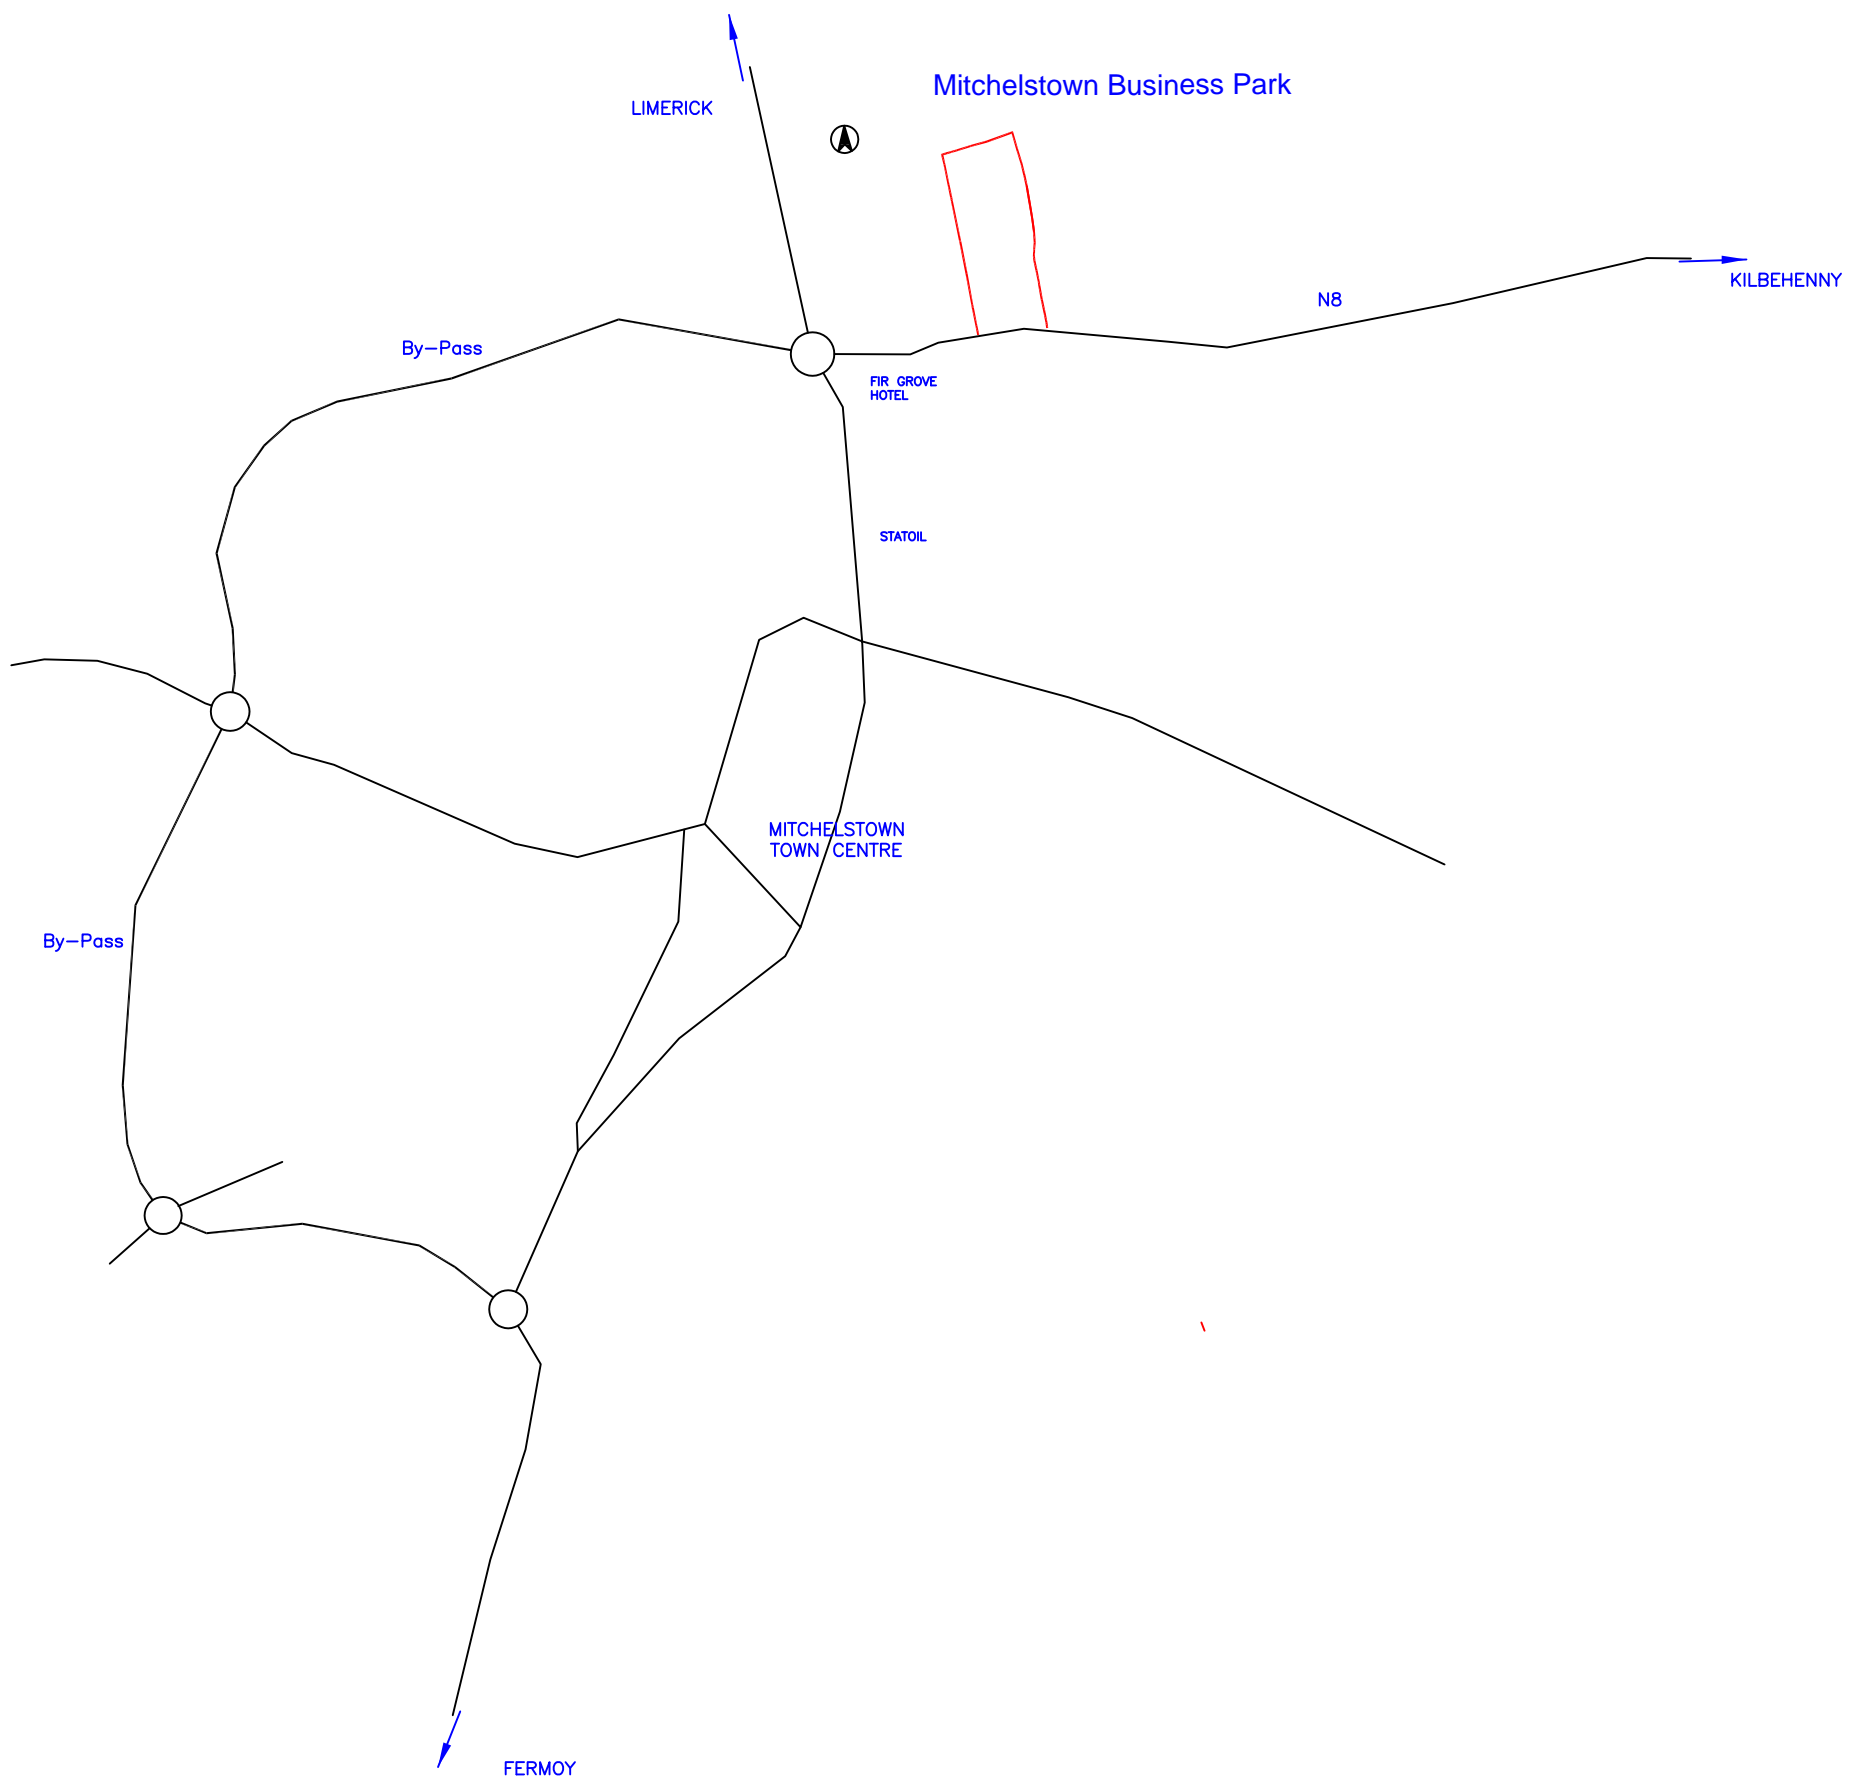 Mitchelstown Business Park
LIMERICK
KILBEHENNY
N8
By-Pass
FIR GROVE
HOTEL
STATOIL
MITCHELSTOWN
TOWN CENTRE
By-Pass
FERMOY